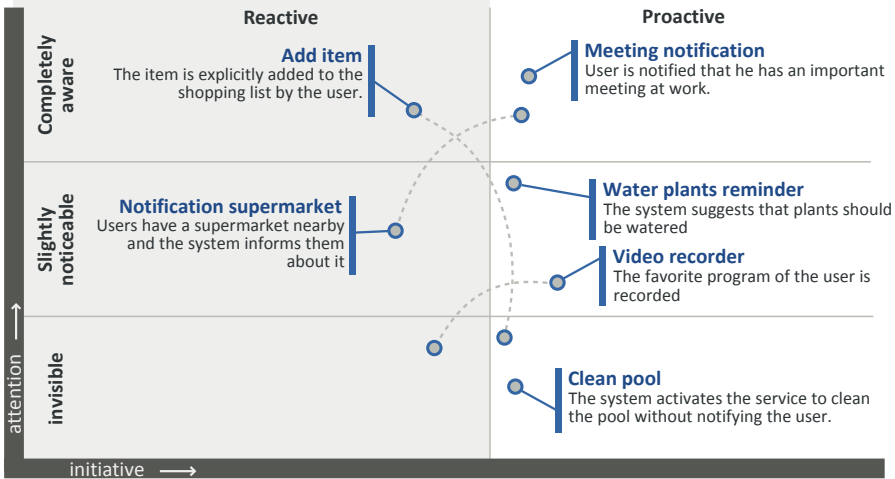 Reactive
Proactive
Completely
aware
Add item
The item is explicitly added to the
shopping list by the user.
Meeting notification
User is notified that he has an important
meeting at work.
Slightly
noticeable
Notification supermarket
Users have a supermarket nearby
and the system informs them
about it
Water plants reminder
The system suggests that plants should
be watered
Video recorder
The favorite program of the user is
recorded
invisible
Clean pool
The system activates the service to clean
the pool without notifying the user.
attention
initiative